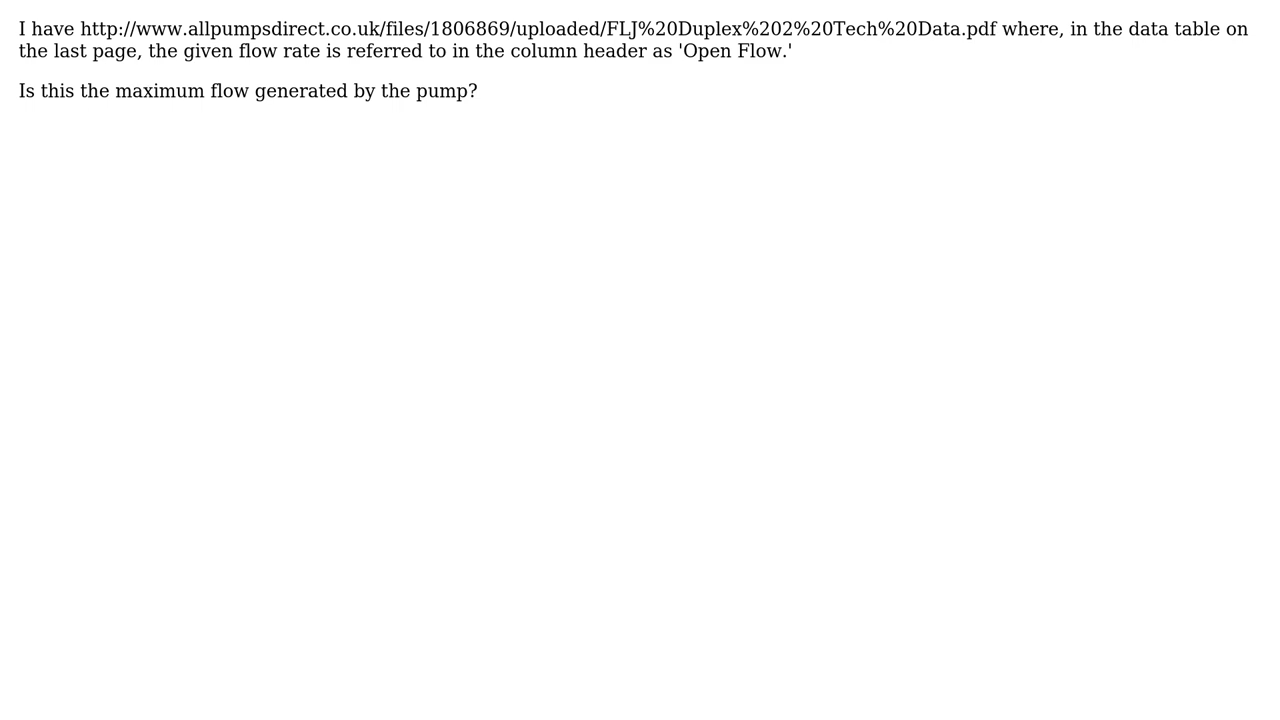 I have http://www.allpumpsdirect.co.uk/files/1806869/uploaded/FLJ%20Duplex%202%20Tech%20Data.pdf where, in the data table on
the last page, the given flow rate is referred to in the column header as 'Open Flow.'
Is this the maximum flow generated by the pump?